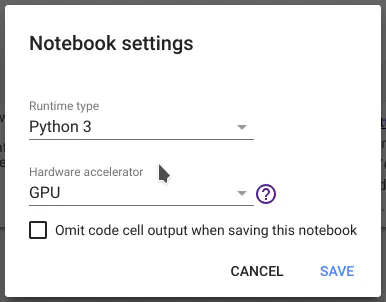 Notebook settings
Runtime type
Python 3
Hardware accelerator
GPU
?
Omit code cell output when saving this notebook
CANCEL SAVE